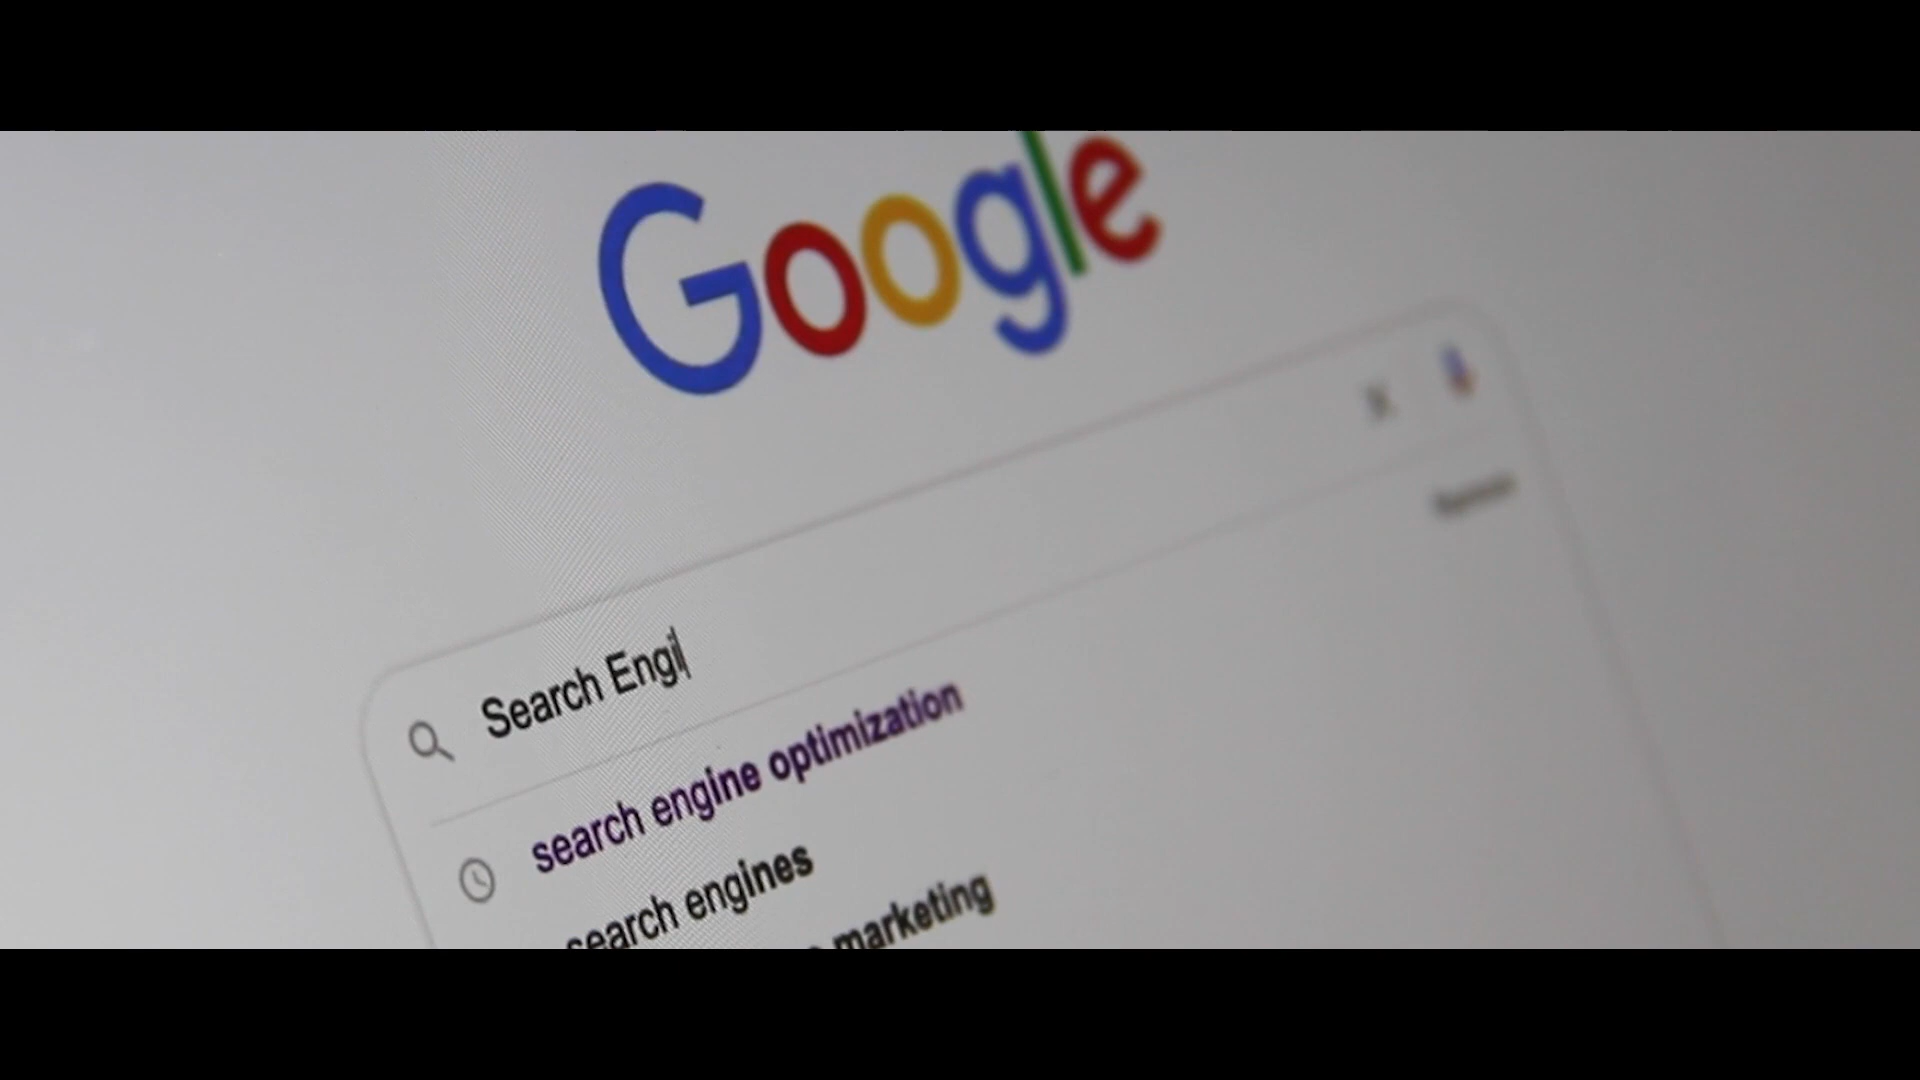 Google
Search Engi
search engine optimization
search engines
marketing